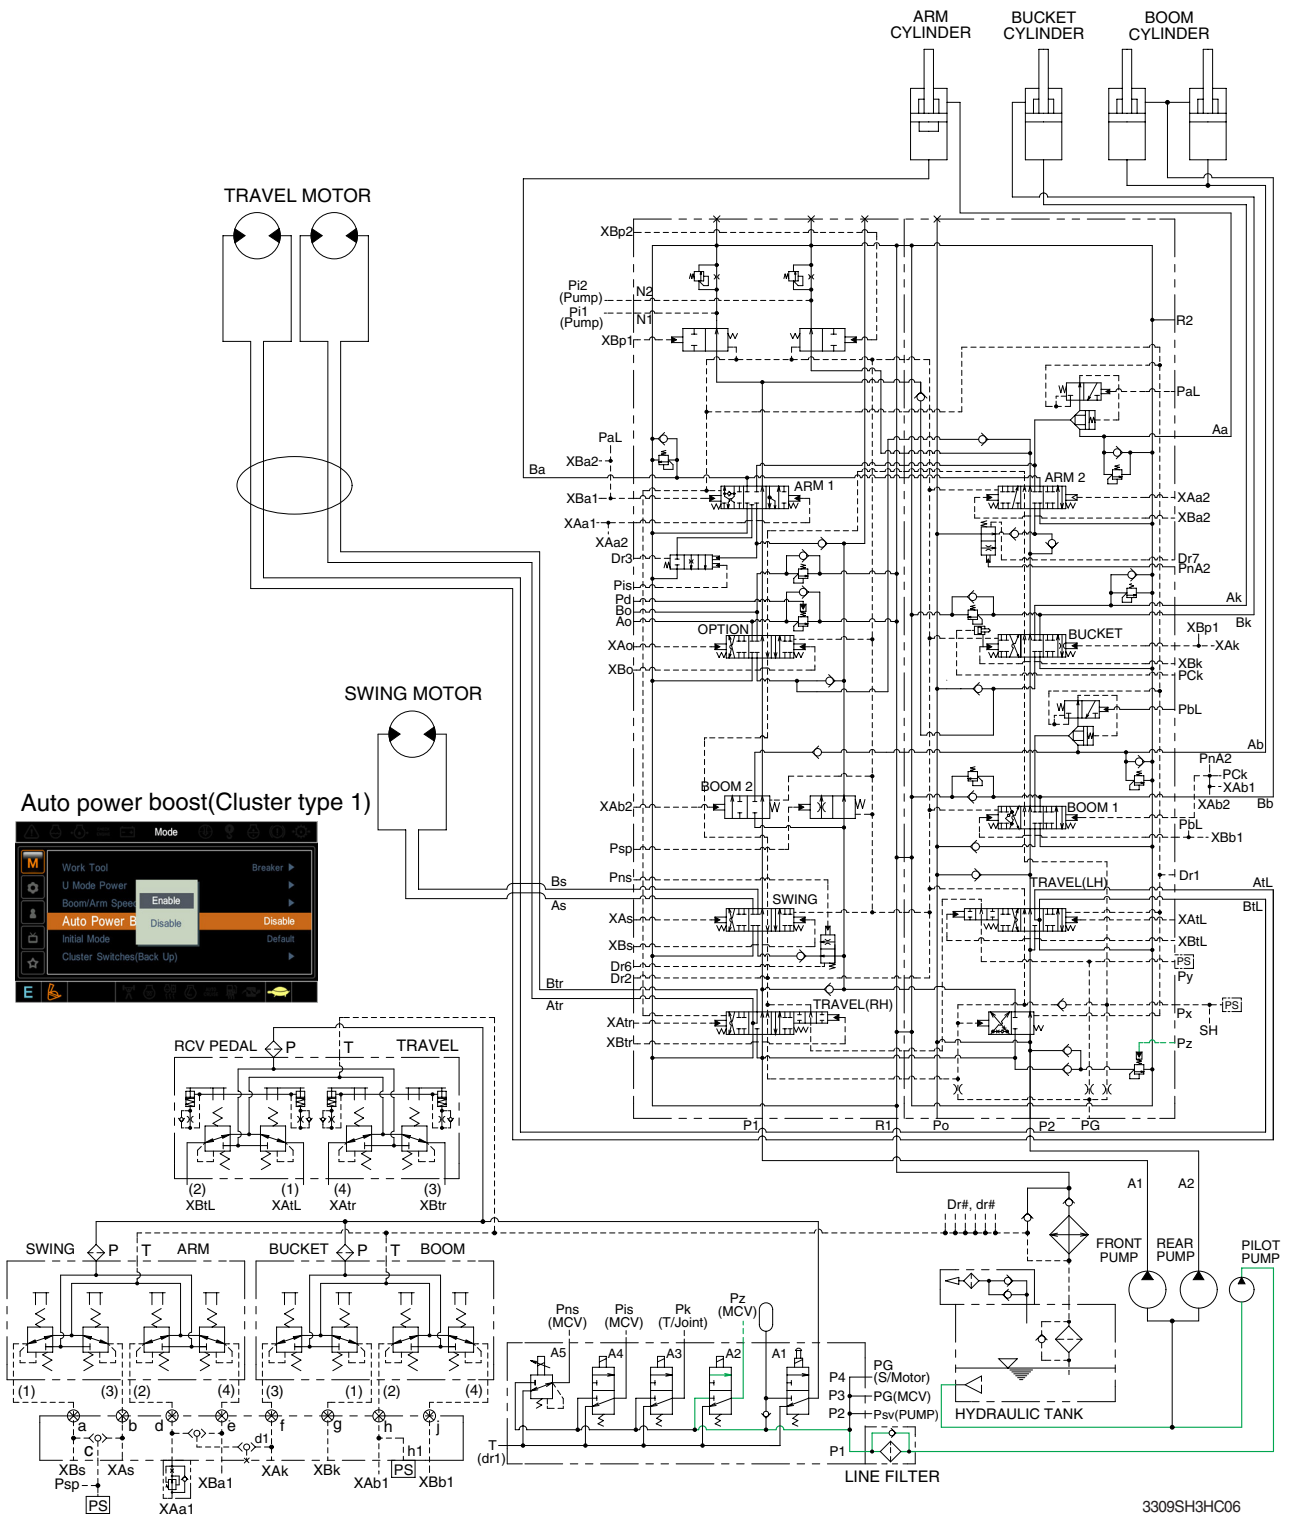 ARM CYLINDER
BUCKET CYLINDER
BOOM CYLINDER
TRAVEL MOTOR
XBp2
Pi2 (Pump)
N2
Pi1 (Pump)
N1
XBp1
R2
PaL
Aa
PaL
XBa2
Ba
XBa1
ARM 1
ARM 2
XAa2
XBa2
XAa1
XAa2
Dr3
Dr7
PnA2
Pis
Pd
Bo
Ao
Ak
Bk
OPTION
BUCKET
XBp1
XAo
XAk
XBo
XBk
PCk
SWING MOTOR
PbL
Ab
PnA2
PCk
XAb1
XAb2
Bb
BOOM 2
BOOM 1
XAb2
PbL
XBb1
Psp
Pns
Dr1
TRAVEL(LH)
AtL
BtL
Bs
As
SWING
XAs
XAtL
XBs
XBtL
Dr6
Dr2
PS
Py
Btr
Atr
TRAVEL(RH)
XAtr
XBtr
Px
PS
SH
Pz
P1
R1
Po
P2
PG
Auto power boost(Cluster type 1)
Mode
M
Work Tool
Breaker
U Mode Power
Boom/Arm Spee
Enable
Auto Power B
Disable
Disable
Initial Mode
Default
Cluster Switches(Back Up)
E
RCV PEDAL
P
T
TRAVEL
(2)
(1)
(4)
(3)
XBtL
XAtL
XAtr
XBtr
SWING
P
T
ARM
BUCKET
P
T
BOOM
(1)
(3)
(2)
(4)
(3)
(1)
(2)
(4)
a
b
d
e
f
g
h
j
c
d1
h1
XBs
XAs
XBa1
XAk
XBk
XAb1
PS
XBb1
Psp
PS
XAa1
A1
A2
Dr#, dr#
FRONT PUMP
REAR PUMP
PILOT PUMP
HYDRAULIC TANK
Pns (MCV)
Pis (MCV)
Pk (T/Joint)
Pz (MCV)
A5
A4
A3
A2
A1
T (dr1)
P4
PG (S/Motor)
P3
PG(MCV)
P2
Psv(PUMP)
P1
LINE FILTER
3309SH3HC06